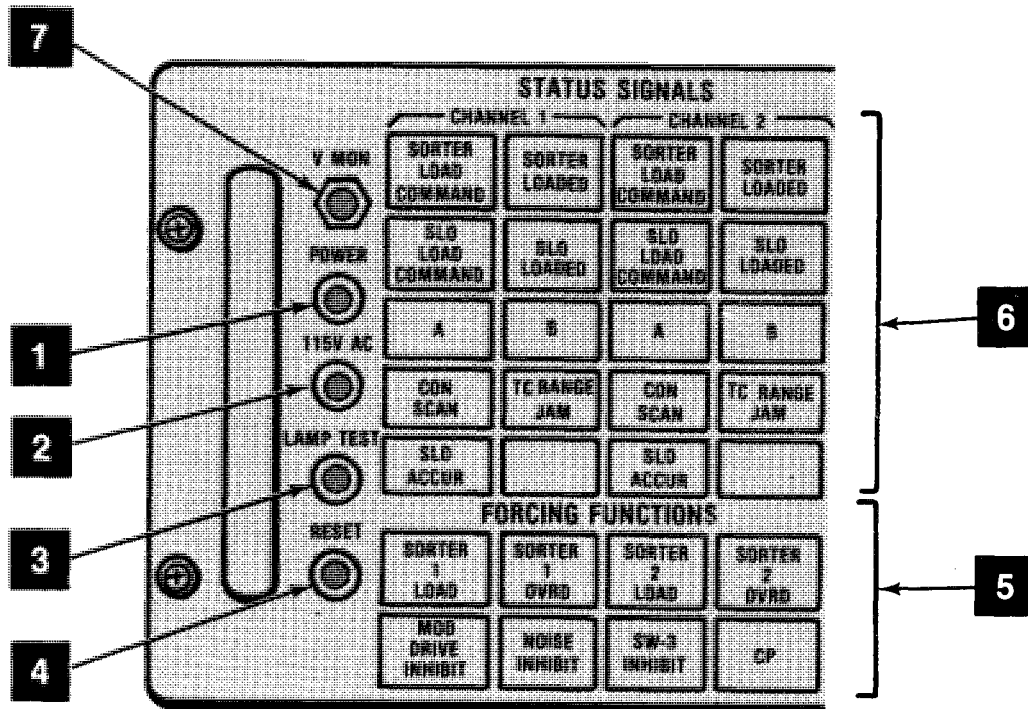 7
STATUS SIGNALS
CHANNEL 1
CHANNEL 2
V MON
SORTER
LOAD
COMMAND
SORTER
LOADED
SORTER
LOAD
COMMAND
SORTER
LOADED
POWER
SLO
LOAD
COMMAND
SLO
LOADED
SLO
LOAD
COMMAND
SLO
LOADED
6
1
115V AC
A
B
A
B
2
CON
SCAN
TC RANGE
JAM
CON
SCAN
TC RANGE
JAM
LAMP TEST
SLO
ACCUR
SLO
ACCUR
3
FORCING FUNCTIONS
RESET
SORTER
1
LOAD
SORTER
1
OVRD
SORTER
2
LOAD
SORTER
2
OVRD
5
4
MOD
DRIVE
INHIBIT
NOISE
INHIBIT
SW-3
INHIBIT
CP